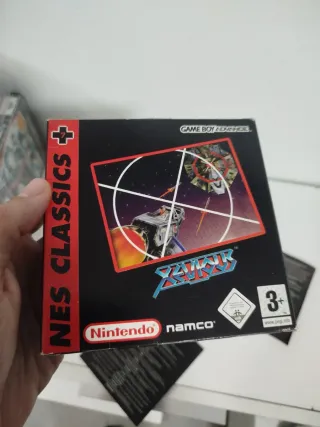 GAME BOY ADVANCE
NES CLASSICS
XEVIOUS
Nintendo
namco
3+